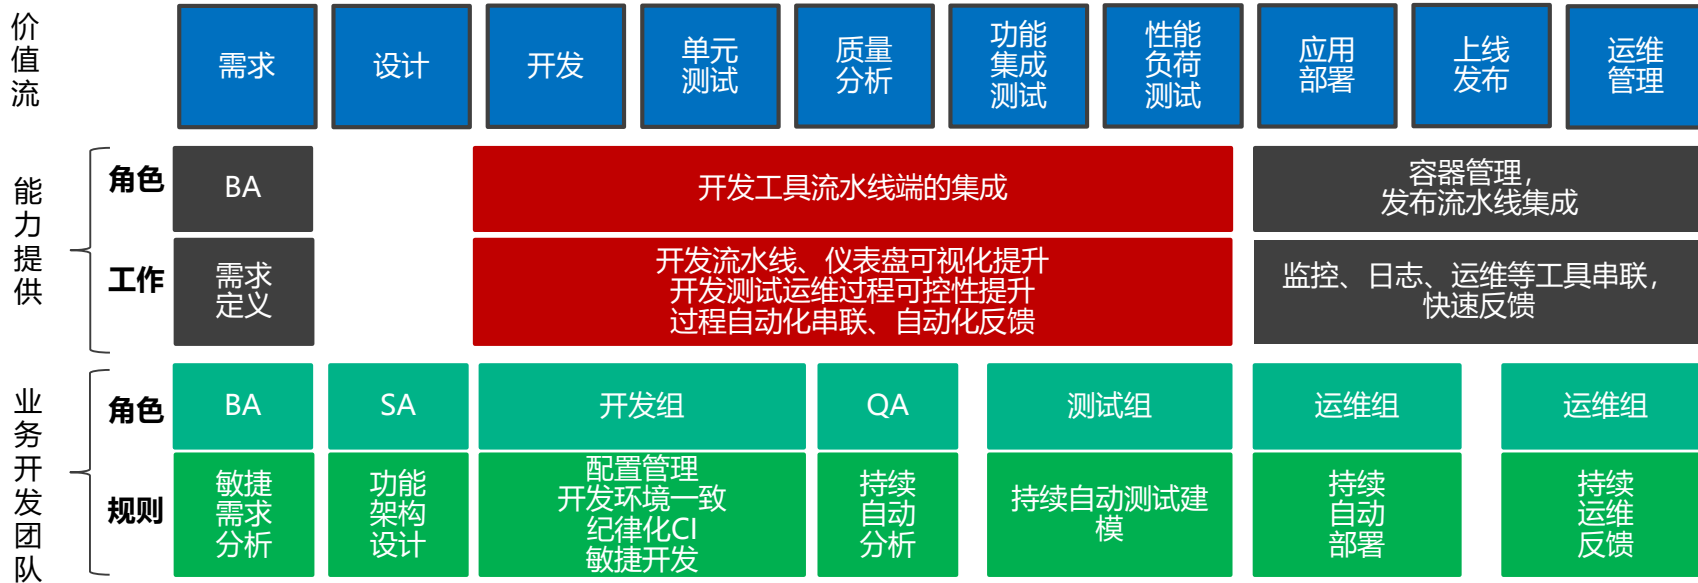 价值流
需求
设计
开发
单元
测试
质量
分析
功能
集成
测试
性能
负荷
测试
应用
部署
上线
发布
运维
管理
能力提供
角色
BA
开发工具流水线端的集成
容器管理，
发布流水线集成
工作
需求
定义
开发流水线、仪表盘可视化提升
开发测试运维过程可控性提升
过程自动化串联、自动化反馈
监控、日志、运维等工具串联，
快速反馈
业务开发团队
角色
BA
SA
开发组
QA
测试组
运维组
运维组
规则
敏捷
需求
分析
功能
架构
设计
配置管理
开发环境一致
纪律化CI
敏捷开发
持续
自动
分析
持续自动测试建
模
持续
自动
部署
持续
运维
反馈